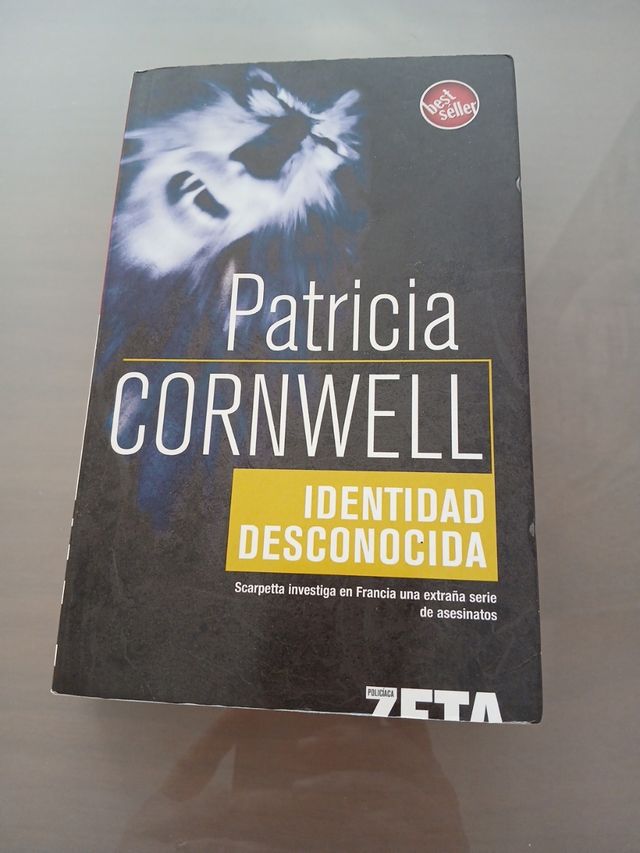 best
seller
Patricia
CORNWELL
IDENTIDAD
DESCONOCIDA
Scarpetta investiga en Francia una extraña serie
de asesinatos
POLICÍACA
ZETA